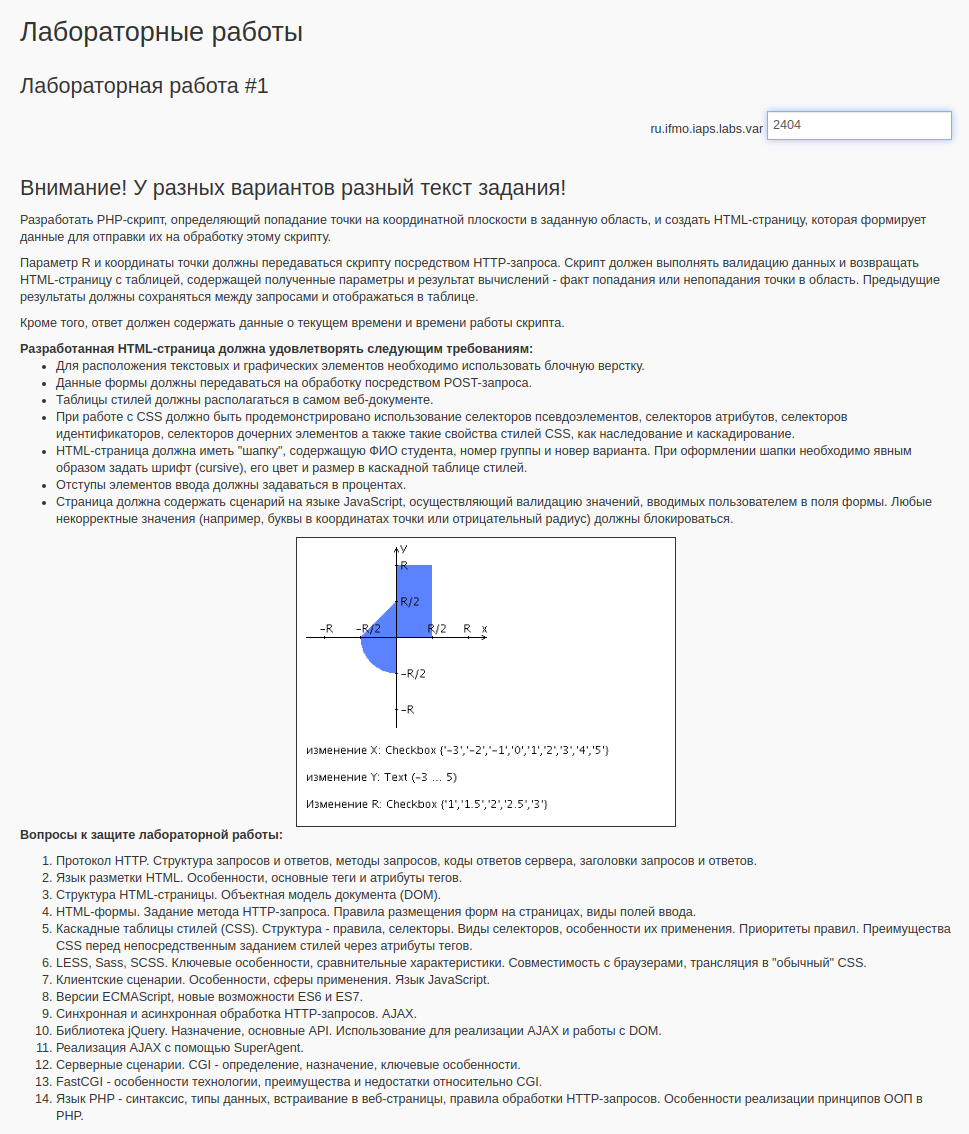 Лабораторные работы
Лабораторная работа #1
ru.ifmo.iaps.labs.var 2404
Внимание! У разных вариантов разный текст задания!
Разработать PHP-скрипт, определяющий попадание точки на координатной плоскости в заданную область, и создать HTML-страницу, которая формирует
данные для отправки их на обработку этому скрипту.
Параметр R и координаты точки должны передаваться скрипту посредством HTTP-запроса. Скрипт должен выполнять валидацию данных и возвращать
HTML-страницу с таблицей, содержащей полученные параметры и результат вычислений - факт попадания или непопадания точки в область. Предыдущие
результаты должны сохраняться между запросами и отображаться в таблице.
Кроме того, ответ должен содержать данные о текущем времени и времени работы скрипта.
Разработанная HTML-страница должна удовлетворять следующим требованиям:
• Для расположения текстовых и графических элементов необходимо использовать блочную верстку.
• Данные формы должны передаваться на обработку посредством POST-запроса.
• Таблицы стилей должны располагаться в самом веб-документе.
• При работе с CSS должно быть продемонстрировано использование селекторов псевдоэлементов, селекторов атрибутов, селекторов
идентификаторов, селекторов дочерних элементов а также такие свойства стилей CSS, как наследование и каскадирование.
• HTML-страница должна иметь "шапку", содержащую ФИО студента, номер группы и новер варианта. При оформлении шапки необходимо явным
образом задать шрифт (cursive), его цвет и размер в каскадной таблице стилей.
• Отступы элементов ввода должны задаваться в процентах.
• Страница должна содержать сценарий на языке JavaScript, осуществляющий валидацию значений, вводимых пользователем в поля формы. Любые
некорректные значения (например, буквы в координатах точки или отрицательный радиус) должны блокироваться.
y
R
R/2
-R -R/2 R/2 R x
-R/2
-R
изменение X: Checkbox {'-3','-2','-1','0','1','2','3','4','5'}
изменение Y: Text (-3 ... 5)
Изменение R: Checkbox {'1','1.5','2','2.5','3'}
Вопросы к защите лабораторной работы:
1. Протокол HTTP. Структура запросов и ответов, методы запросов, коды ответов сервера, заголовки запросов и ответов.
2. Язык разметки HTML. Особенности, основные теги и атрибуты тегов.
3. Структура HTML-страницы. Объектная модель документа (DOM).
4. HTML-формы. Задание метода HTTP-запроса. Правила размещения форм на страницах, виды полей ввода.
5. Каскадные таблицы стилей (CSS). Структура - правила, селекторы. Виды селекторов, особенности их применения. Приоритеты правил. Преимущества
CSS перед непосредственным заданием стилей через атрибуты тегов.
6. LESS, Sass, SCSS. Ключевые особенности, сравнительные характеристики. Совместимость с браузерами, трансляция в "обычный" CSS.
7. Клиентские сценарии. Особенности, сферы применения. Язык JavaScript.
8. Версии ECMAScript, новые возможности ES6 и ES7.
9. Синхронная и асинхронная обработка HTTP-запросов. AJAX.
10. Библиотека jQuery. Назначение, основные API. Использование для реализации AJAX и работы с DOM.
11. Реализация AJAX с помощью SuperAgent.
12. Серверные сценарии. CGI - определение, назначение, ключевые особенности.
13. FastCGI - особенности технологии, преимущества и недостатки относительно CGI.
14. Язык PHP - синтаксис, типы данных, встраивание в веб-страницы, правила обработки HTTP-запросов. Особенности реализации принципов ООП в
PHP.